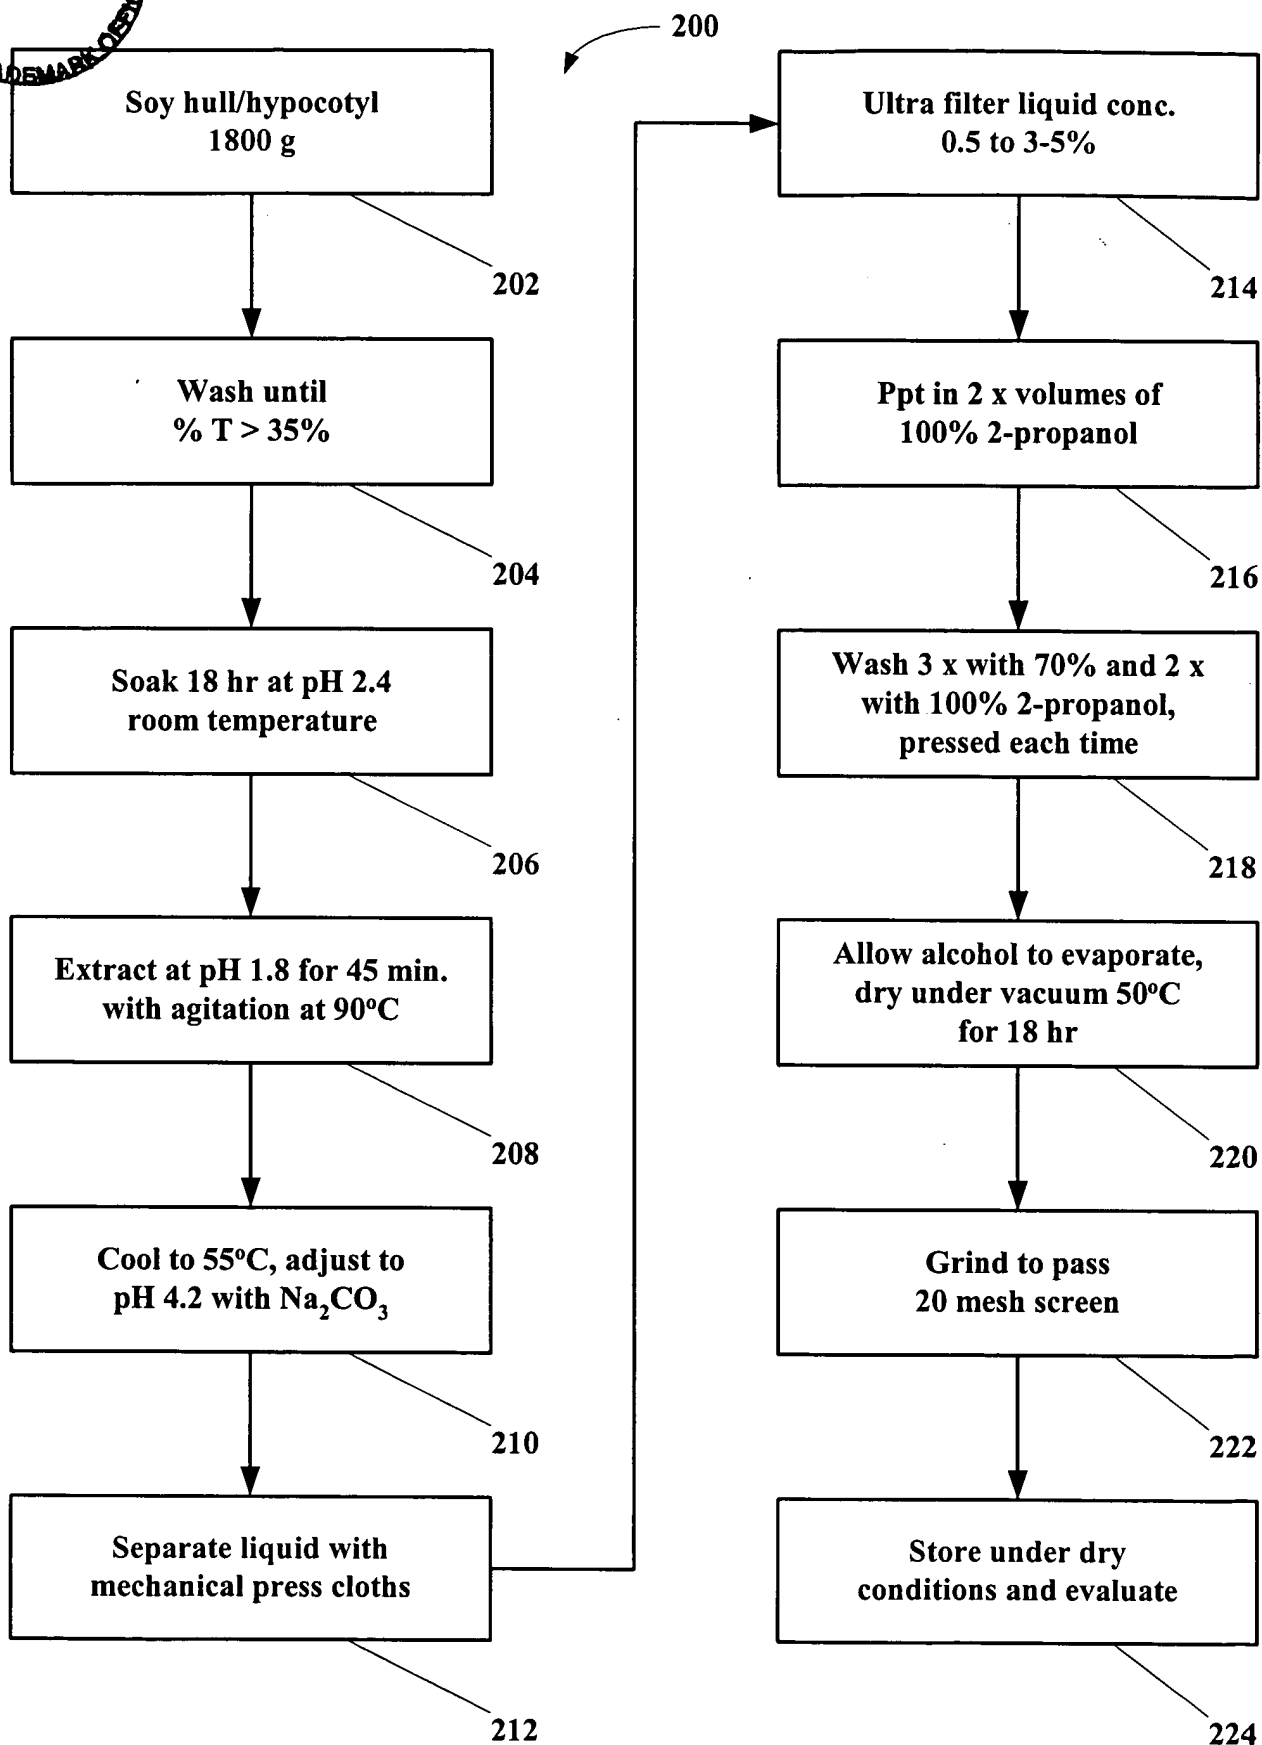 200
Soy hull/hypocotyl
1800 g
202
Wash until
% T > 35%
204
Soak 18 hr at pH 2.4
room temperature
206
Extract at pH 1.8 for 45 min.
with agitation at 90°C
208
Cool to 55°C, adjust to
pH 4.2 with Na₂CO₃
210
Separate liquid with
mechanical press cloths
212
Ultra filter liquid conc.
0.5 to 3-5%
214
Ppt in 2 x volumes of
100% 2-propanol
216
Wash 3 x with 70% and 2 x
with 100% 2-propanol,
pressed each time
218
Allow alcohol to evaporate,
dry under vacuum 50°C
for 18 hr
220
Grind to pass
20 mesh screen
222
Store under dry
conditions and evaluate
224